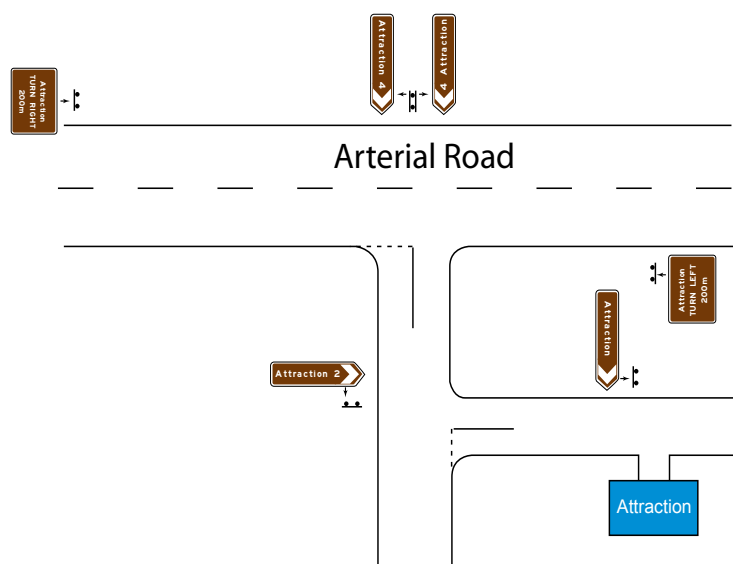 Attraction 4
4 Attraction
Attraction
TURN RIGHT
200m
Arterial Road
Attraction
TURN LEFT
200m
Attraction
Attraction 2
Attraction